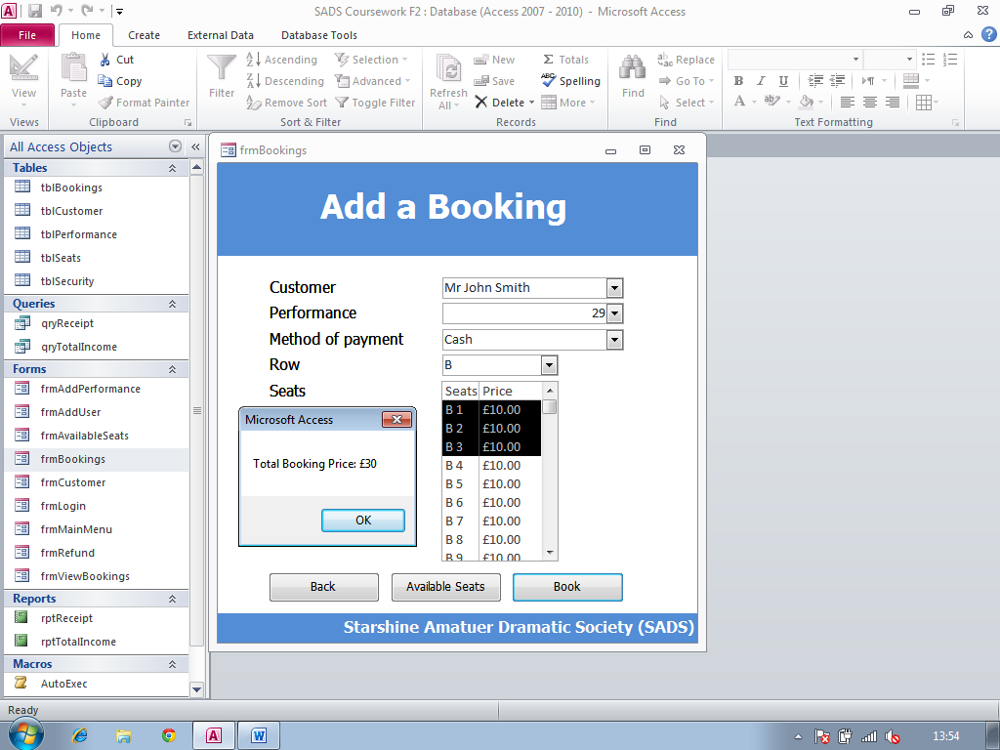 SADS Coursework F2 : Database (Access 2007 - 2010) - Microsoft Access
File Home Create External Data Database Tools
View
Views
Paste
Cut
Copy
Format Painter
Clipboard
Filter
Ascending
Descending
Remove Sort
Selection
Advanced
Toggle Filter
Sort & Filter
Refresh
All
New
Save
Delete
Totals
Spelling
More
Records
Find
Replace
Go To
Select
Find
B I U
A
Text Formatting
All Access Objects
Tables
tblBookings
tblCustomer
tblPerformance
tblSeats
tblSecurity
Queries
qryReceipt
qryTotalIncome
Forms
frmAddPerformance
frmAddUser
frmAvailableSeats
frmBookings
frmCustomer
frmLogin
frmMainMenu
frmRefund
frmViewBookings
Reports
rptReceipt
rptTotalIncome
Macros
AutoExec
frmBookings
Add a Booking
Customer Mr John Smith
Performance 29
Method of payment Cash
Row B
Seats
Seats Price
B 1 £10.00
B 2 £10.00
B 3 £10.00
B 4 £10.00
B 5 £10.00
B 6 £10.00
B 7 £10.00
B 8 £10.00
B 9 £10.00
Microsoft Access
Total Booking Price: £30
OK
Back Available Seats Book
Starshine Amatuer Dramatic Society (SADS)
Ready
13:54